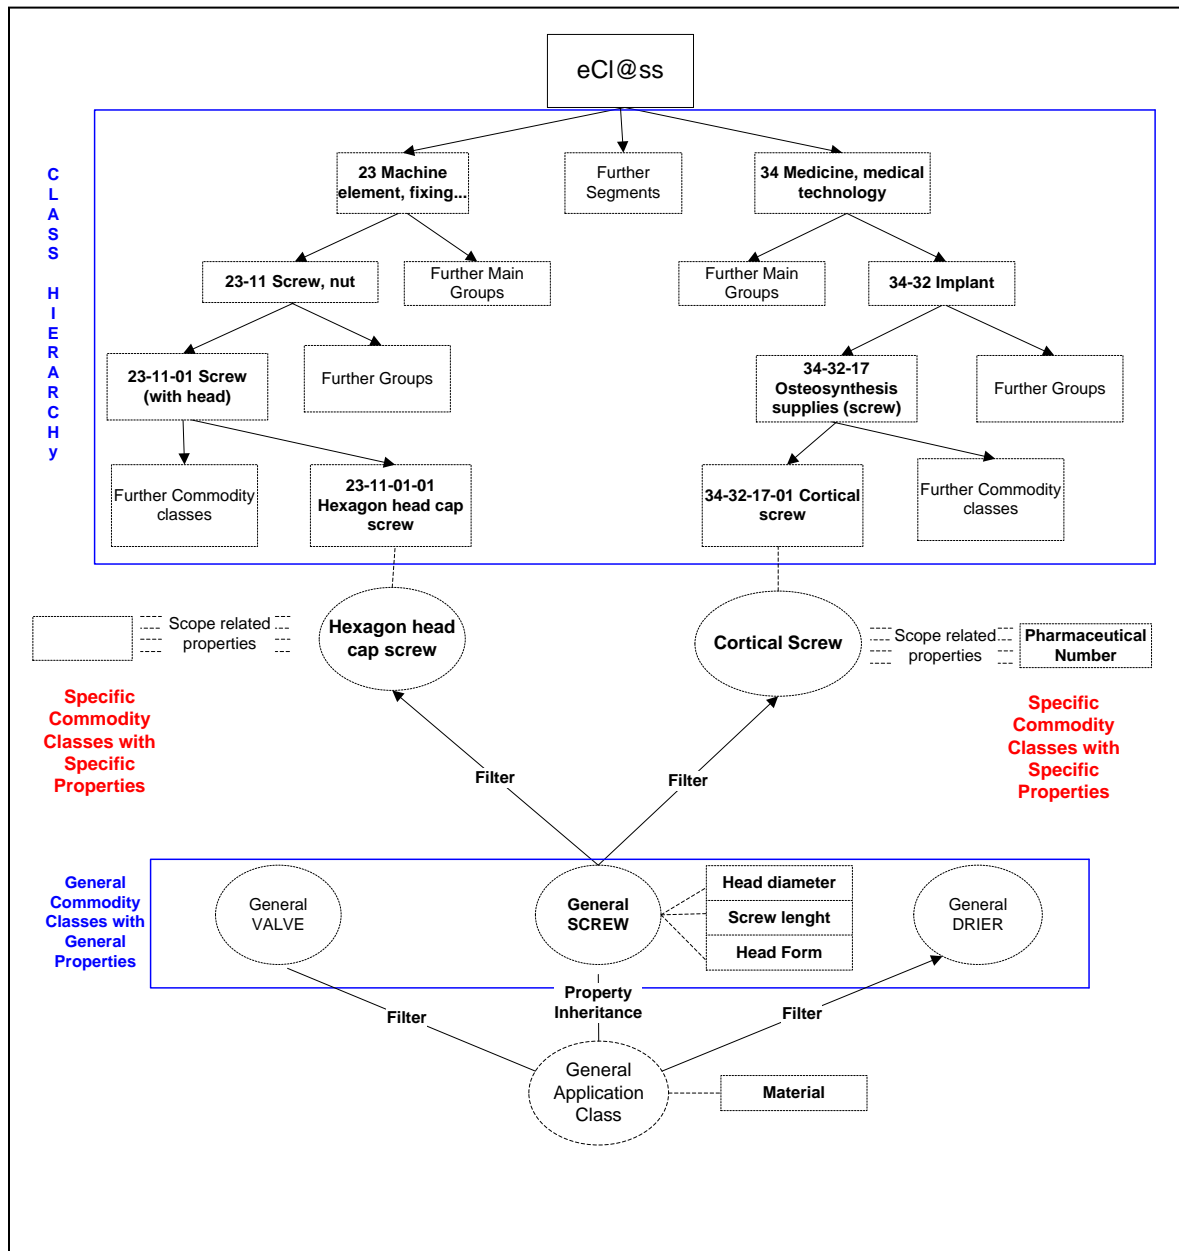 eCl@ss
CLASS HIERARCHy
23 Machine
element, fixing...
Further
Segments
34 Medicine, medical
technology
23-11 Screw, nut
Further Main
Groups
Further Main
Groups
34-32 Implant
23-11-01 Screw
(with head)
Further Groups
34-32-17
Osteosynthesis
supplies (screw)
Further Groups
Further Commodity
classes
23-11-01-01
Hexagon head cap
screw
34-32-17-01 Cortical
screw
Further Commodity
classes
Scope related
properties
Hexagon head
cap screw
Cortical Screw
Scope related
properties
Pharmaceutical
Number
Specific
Commodity
Classes with
Specific
Properties
Specific
Commodity
Classes with
Specific
Properties
Filter
Filter
General
Commodity
Classes with
General
Properties
General
VALVE
General
SCREW
Head diameter
Screw lenght
Head Form
General
DRIER
Filter
Property
Inheritance
Filter
General
Application
Class
Material